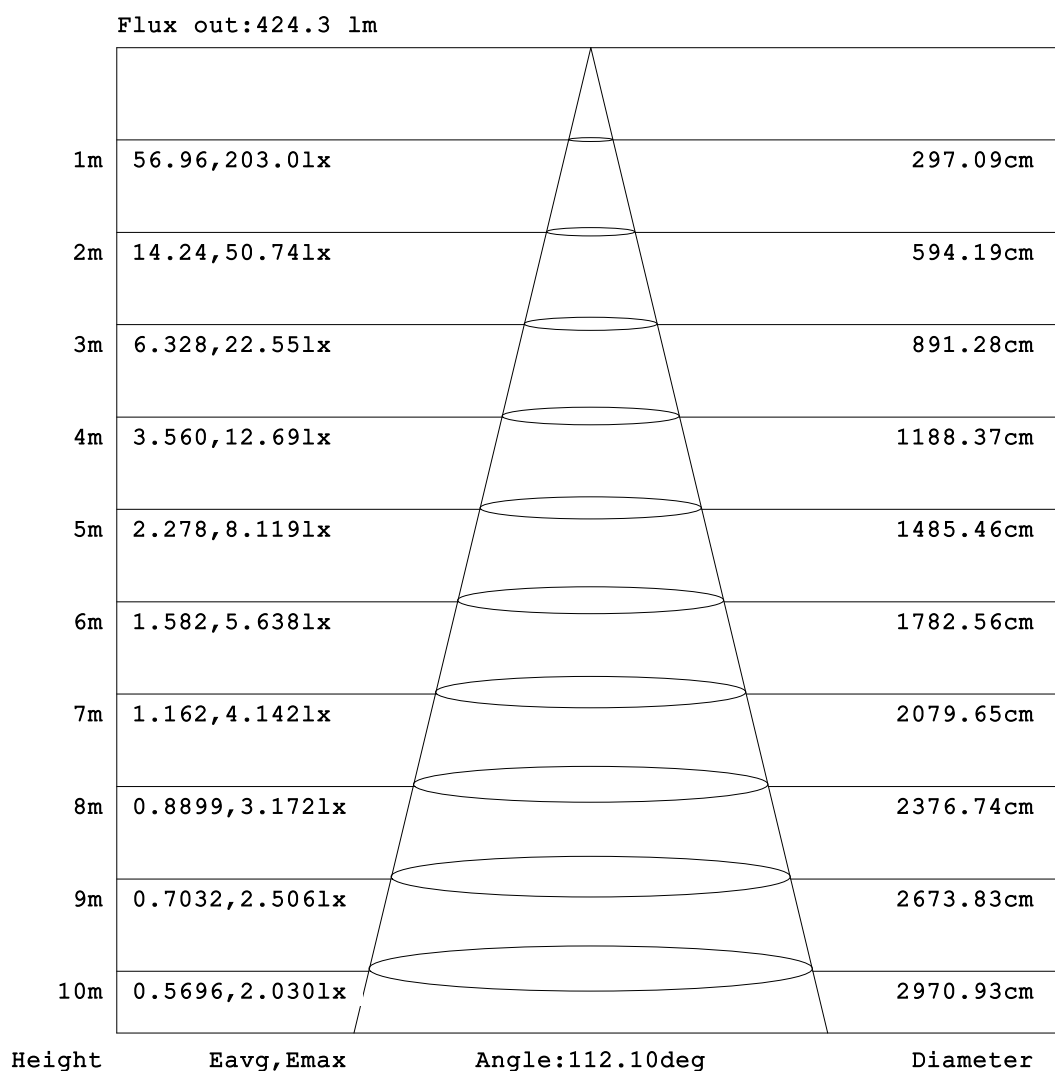 Flux out:424.3 lm
1m 56.96,203.0lx 297.09cm
2m 14.24,50.74lx 594.19cm
3m 6.328,22.55lx 891.28cm
4m 3.560,12.69lx 1188.37cm
5m 2.278,8.119lx 1485.46cm
6m 1.582,5.638lx 1782.56cm
7m 1.162,4.142lx 2079.65cm
8m 0.8899,3.172lx 2376.74cm
9m 0.7032,2.506lx 2673.83cm
10m 0.5696,2.030lx 2970.93cm
Height Eavg,Emax Angle:112.10deg Diameter